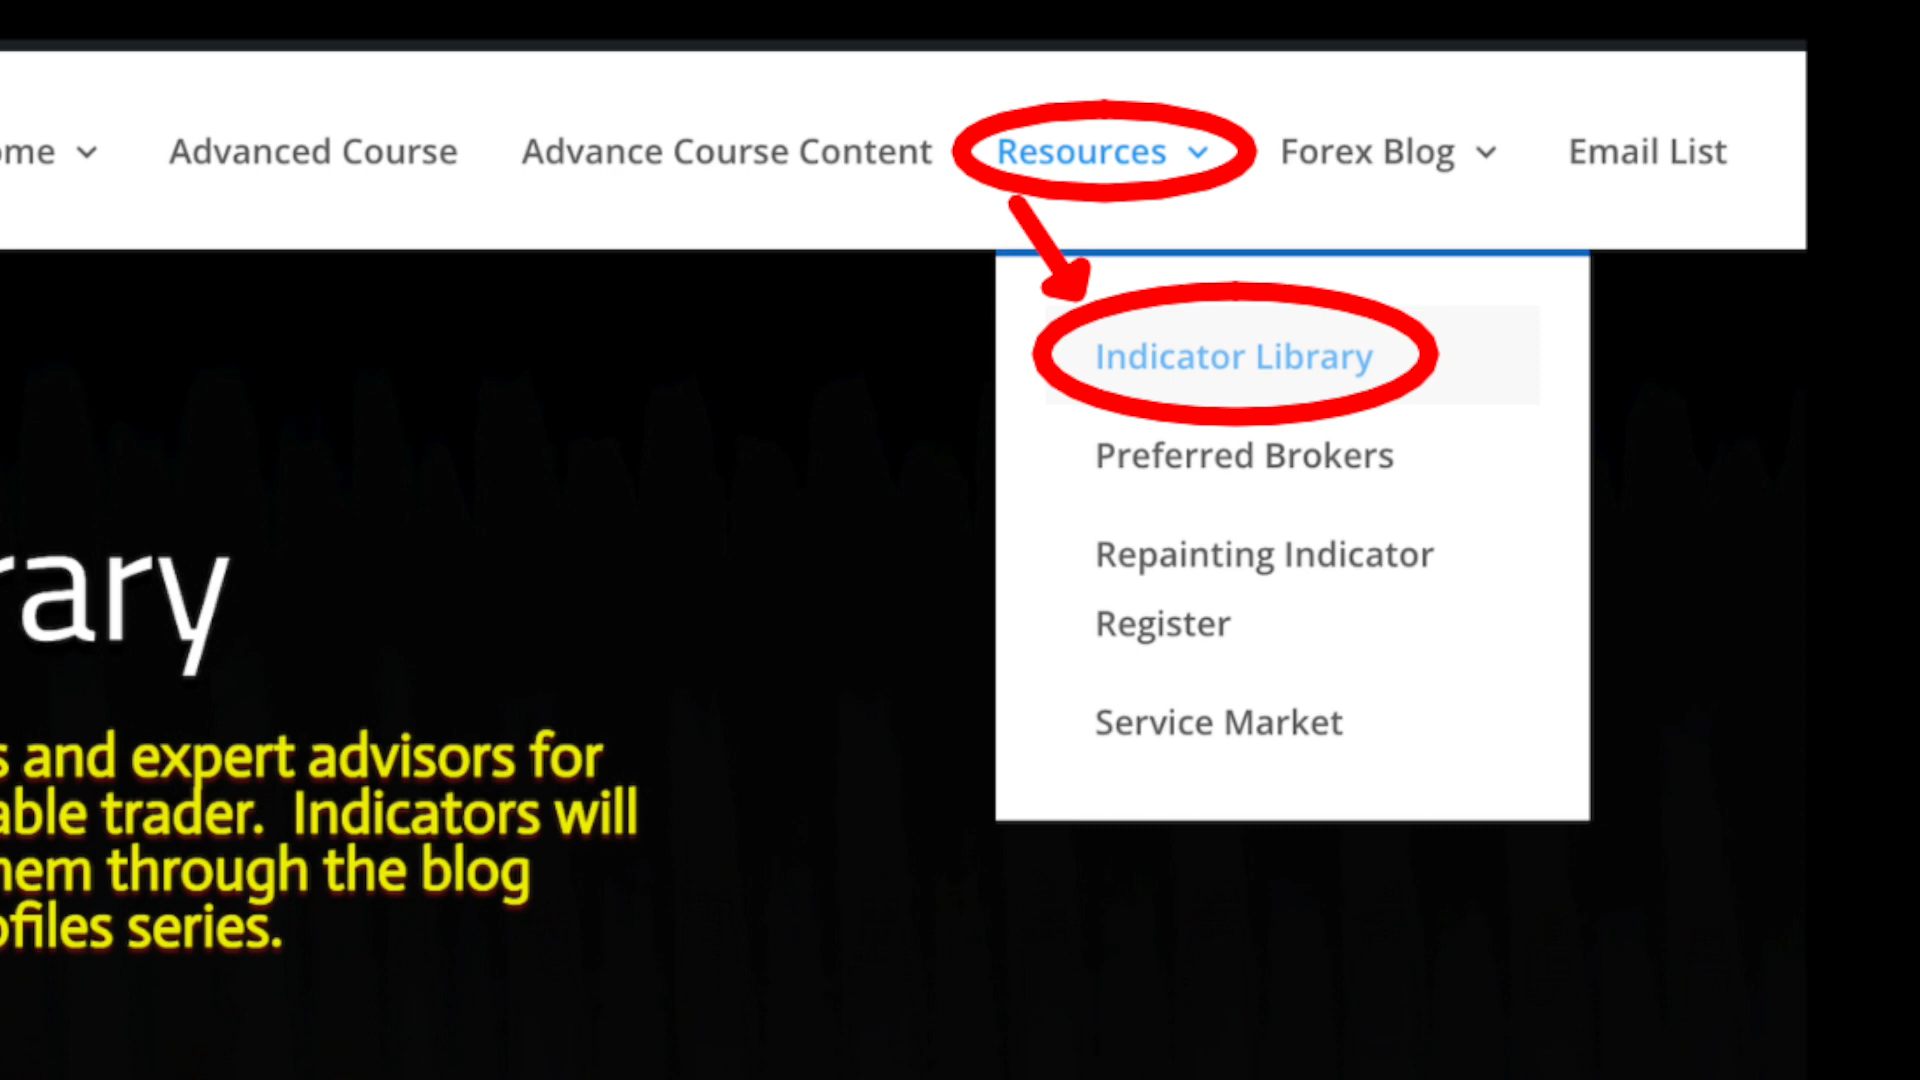 Advanced Course Advance Course Content Resources Forex Blog Email List
Indicator Library
Preferred Brokers
Repainting Indicator
Register
Service Market
rary
s and expert advisors for
able trader. Indicators will
hem through the blog
ofiles series.